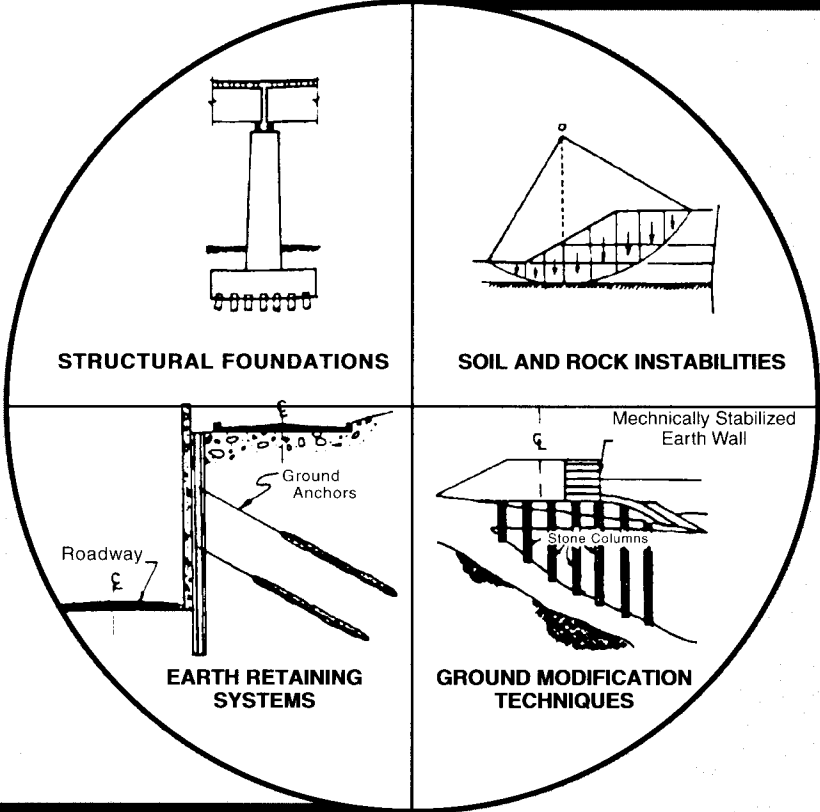 O
STRUCTURAL FOUNDATIONS
SOIL AND ROCK INSTABILITIES
℄
Ground
Anchors
Roadway
℄
EARTH RETAINING
SYSTEMS
Mechnically Stabilized
Earth Wall
℄
Stone Columns
GROUND MODIFICATION
TECHNIQUES